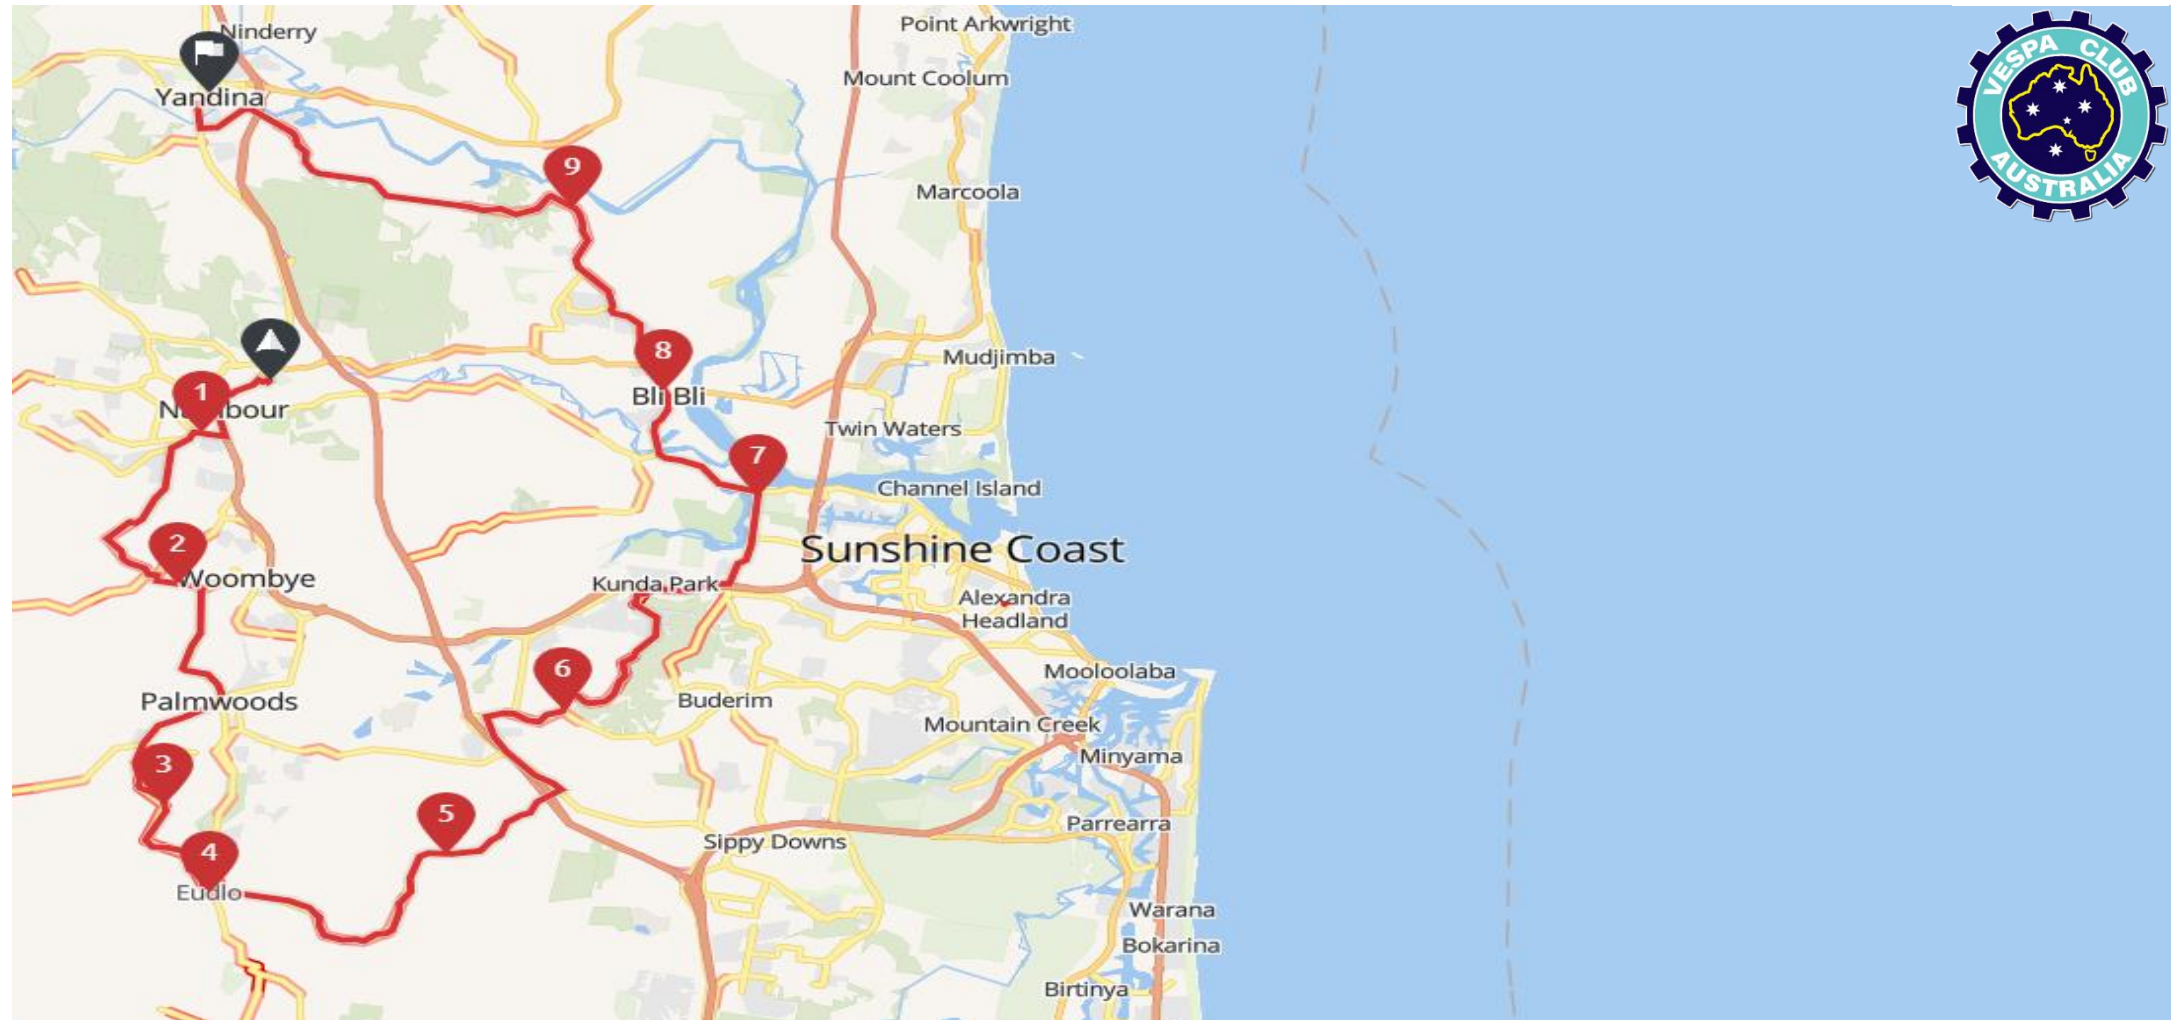 Ninderry
Point Arkwright
Yandina
Mount Coolum
VESPA CLUB
AUSTRALIA
9
Marcoola
8
Mudjimba
1
Bli Bli
Twin Waters
7
Channel Island
2
Sunshine Coast
Woombye
Kunda Park
Alexandra
Headland
6
Mooloolaba
Palmwoods
Buderim
Mountain Creek
3
Minyama
5
Parrearra
4
Sippy Downs
Eudlo
Warana
Bokarina
Birtinya